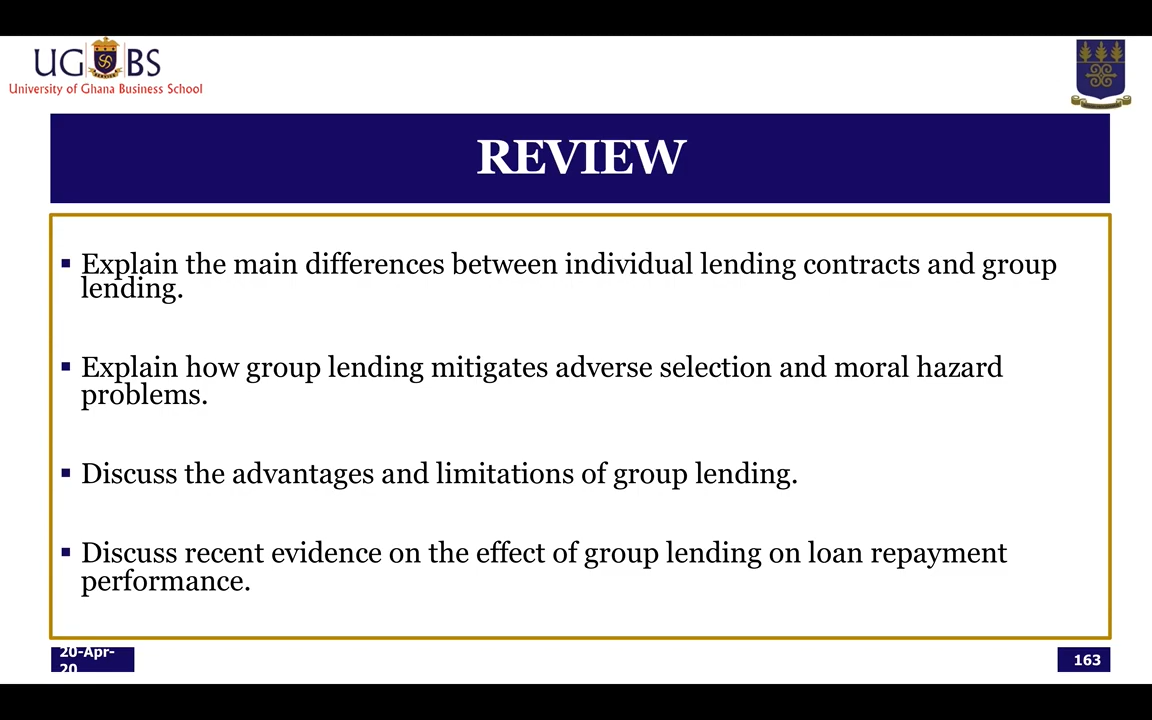 UG BS
University of Ghana Business School
REVIEW
▪ Explain the main differences between individual lending contracts and group
lending.
▪ Explain how group lending mitigates adverse selection and moral hazard
problems.
▪ Discuss the advantages and limitations of group lending.
▪ Discuss recent evidence on the effect of group lending on loan repayment
performance.
20-Apr-
20
163